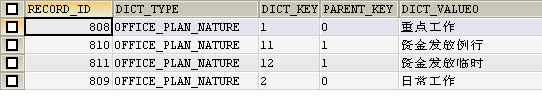 RECORD_ID DICT_TYPE DICT_KEY PARENT_KEY DICT_VALUE0
808 OFFICE_PLAN_NATURE 1 0 重点工作
810 OFFICE_PLAN_NATURE 11 1 资金发放例行
811 OFFICE_PLAN_NATURE 12 1 资金发放临时
809 OFFICE_PLAN_NATURE 2 0 日常工作